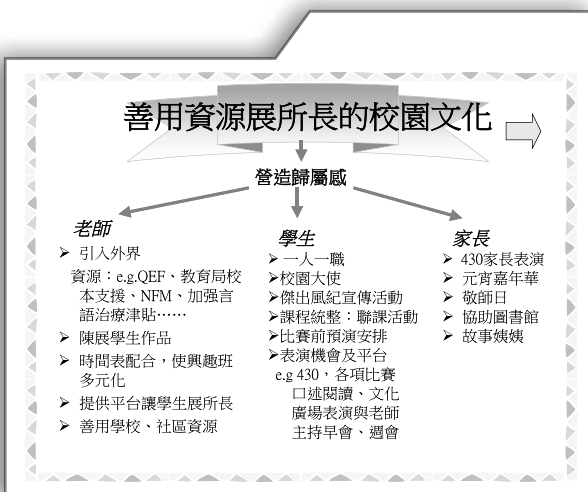 善用資源展所長的校園文化
營造歸屬感
老師
➢ 引入外界
資源：e.g.QEF、教育局校
本支援、NFM、加强言
語治療津貼……
➢ 陳展學生作品
➢ 時間表配合，使興趣班
多元化
➢ 提供平台讓學生展所長
➢ 善用學校、社區資源
學生
➢一人一職
➢校園大使
➢傑出風紀宣傳活動
➢課程統整：聯課活動
➢比賽前預演安排
➢表演機會及平台
e.g 430，各項比賽
口述閱讀、文化
廣場表演與老師
主持早會、週會
家長
➢ 430家長表演
➢ 元宵嘉年華
➢ 敬師日
➢ 協助圖書館
➢ 故事姨姨